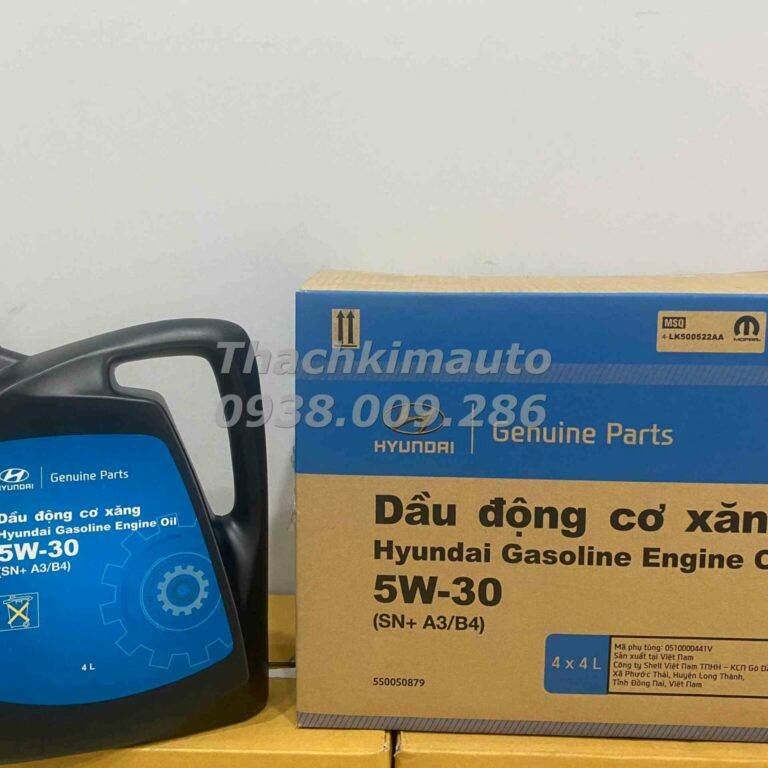 Thachkimauto
0938.009.286
HYUNDAI
Genuine Parts
Dầu động cơ xăng
Hyundai Gasoline Engine Oil
5W-30
(SN+ A3/B4)
4 L
MSQ
4-LK500522AA
MOPAR
HYUNDAI
Genuine Parts
Dầu động cơ xăn
Hyundai Gasoline Engine O
5W-30
(SN+ A3/B4)
4 x 4 L
Mã phụ tùng: 0510000441V
Sản xuất tại Việt Nam
Công ty Shell Việt Nam TNHH – KCN Gò D
Xã Phước Thái, Huyện Long Thành,
Tỉnh Đồng Nai, Việt Nam
550050879